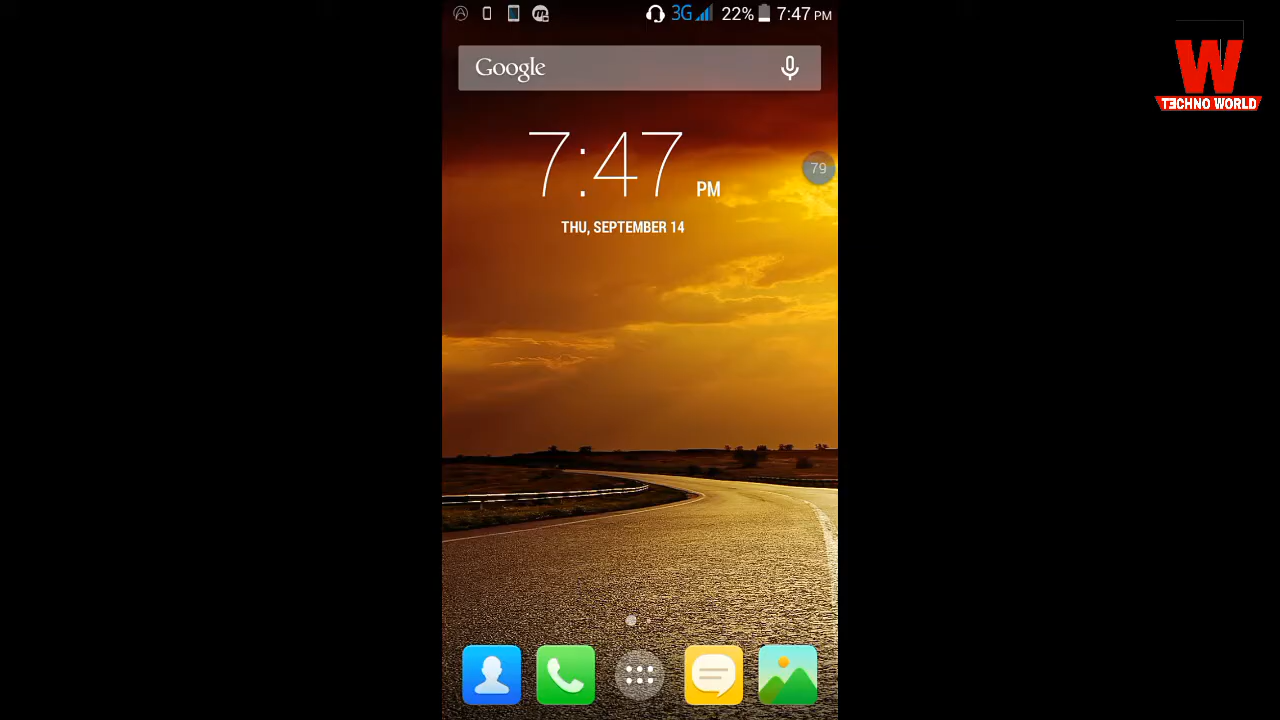 3G 22% 7:47 PM
Google
7:47 PM
79
THU, SEPTEMBER 14
W
TECHNO WORLD